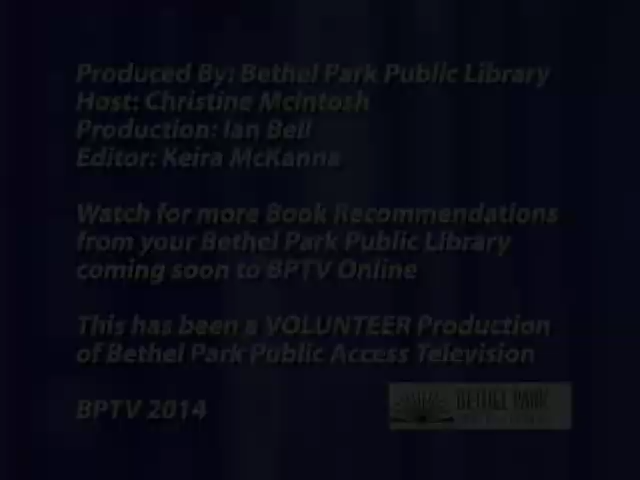 Produced By: Bethel Park Public Library
Host: Christine McIntosh
Production: Ian Bell
Editor: Keira McKanna
Watch for more Book Recommendations
from your Bethel Park Public Library
coming soon to BPTV Online
This has been a VOLUNTEER Production
of Bethel Park Public Access Television
BPTV 2014
BETHEL PARK